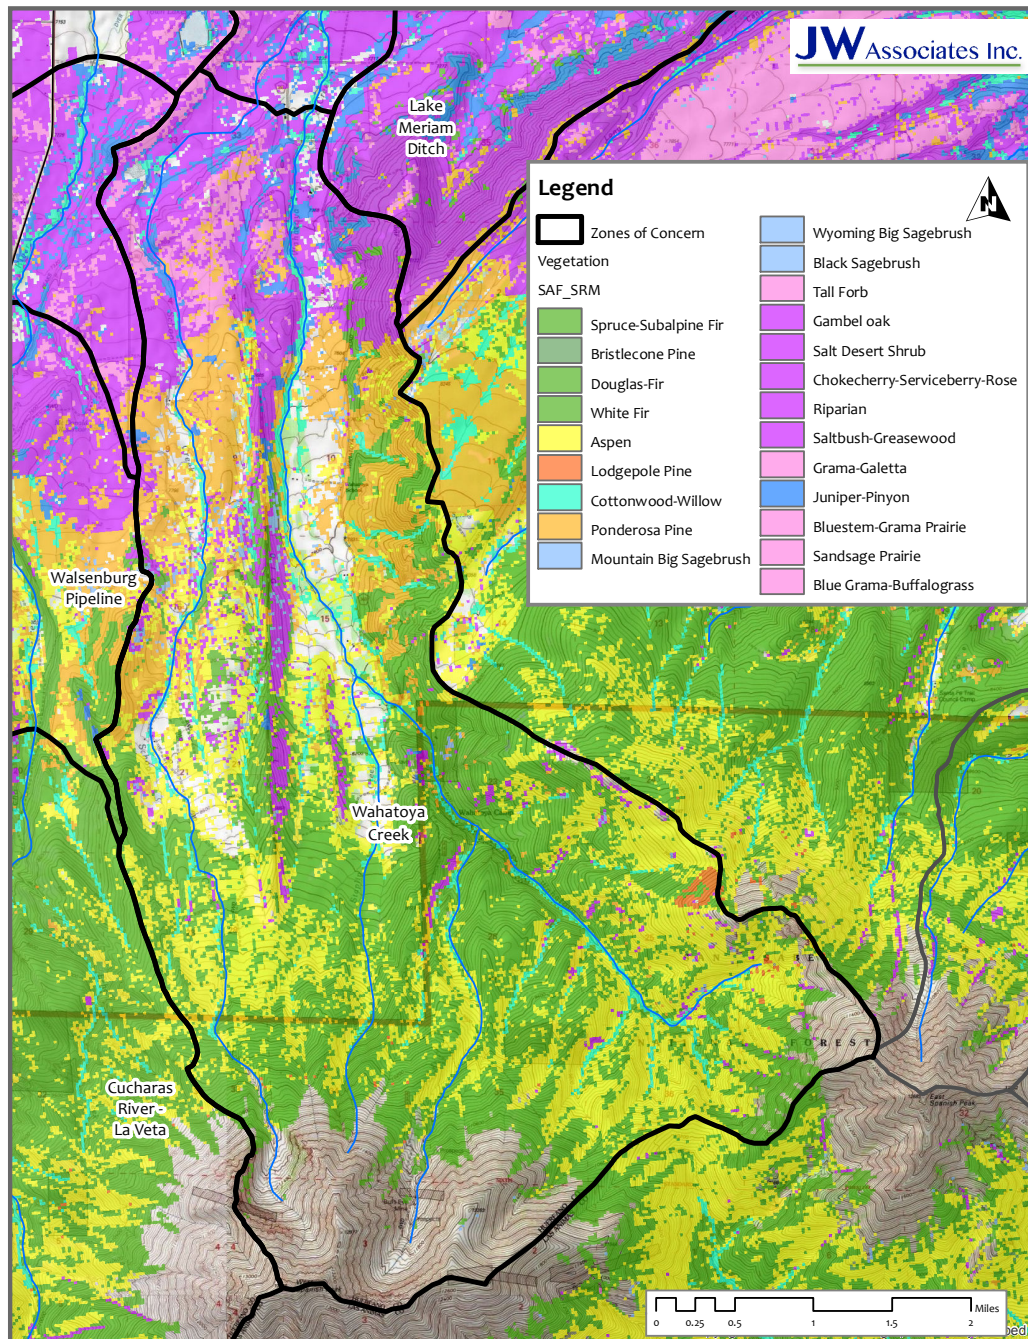 JW Associates Inc.
Lake
Meriam
Ditch
Legend
Zones of Concern
Vegetation
SAF_SRM
Spruce-Subalpine Fir
Bristlecone Pine
Douglas-Fir
White Fir
Aspen
Lodgepole Pine
Cottonwood-Willow
Ponderosa Pine
Mountain Big Sagebrush
N
Wyoming Big Sagebrush
Black Sagebrush
Tall Forb
Gambel oak
Salt Desert Shrub
Chokecherry-Serviceberry-Rose
Riparian
Saltbush-Greasewood
Grama-Galetta
Juniper-Pinyon
Bluestem-Grama Prairie
Sandsage Prairie
Blue Grama-Buffalograss
Walsenburg
Pipeline
Wahatoya
Creek
FOREST
East
Spanish Peak
Cucharas
River -
La Veta
0 0.25 0.5 1 1.5 2 Miles